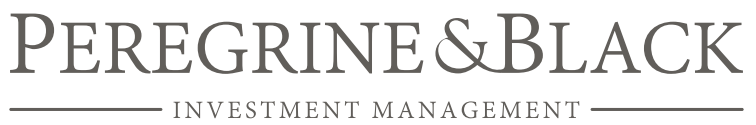 PEREGRINE & BLACK
INVESTMENT MANAGEMENT